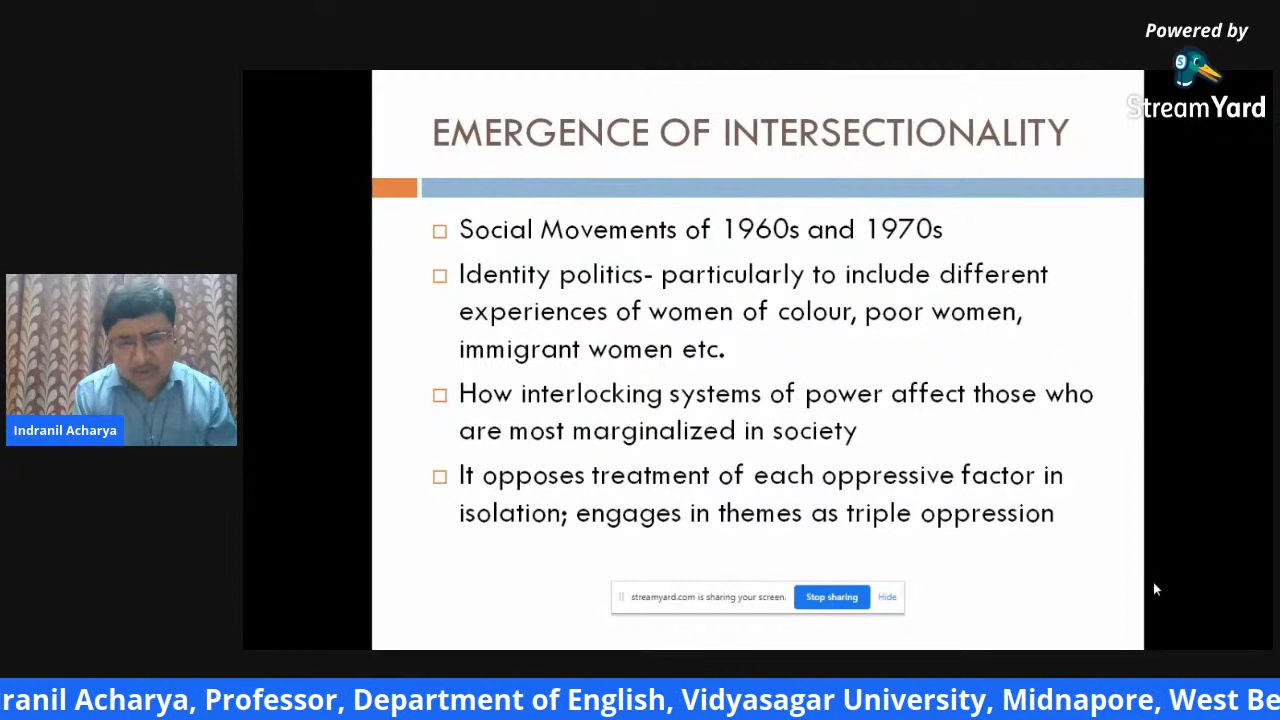 Powered by
StreamYard
EMERGENCE OF INTERSECTIONALITY
□ Social Movements of 1960s and 1970s
□ Identity politics- particularly to include different
experiences of women of colour, poor women,
immigrant women etc.
□ How interlocking systems of power affect those who
are most marginalized in society
□ It opposes treatment of each oppressive factor in
isolation; engages in themes as triple oppression
Indranil Acharya
streamyard.com is sharing your screen. Stop sharing Hide
dranil Acharya, Professor, Department of English, Vidyasagar University, Midnapore, West Be